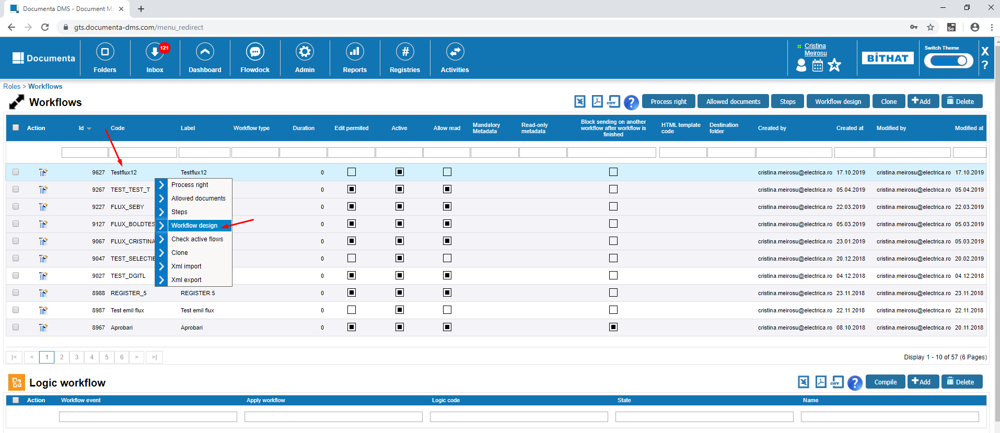 Documenta DMS - Document Ma
gts.documenta-dms.com/menu_redirect
Se
Documenta
Folders
121
Inbox
Dashboard
Flowdock
Admin
Reports
#
Registries
Activities
Cristina
Meirosu
BITHAT
Switch Theme
X
?
Roles > Workflows
Workflows
CSV
?
Process right
Allowed documents
Steps
Workflow design
Clone
Add
Delete
Action
Id
Code
Label
Workflow type
Duration
Edit permited
Active
Allow read
Mandatory
Metadata
Read-only
metadata
Block sending on another
workflow after workflow is
finished
HTML template
code
Destination
folder
Created by
Created at
Modified by
Modified at
9627 Testflux12 Testflux12 0 cristina.meirosu@electrica.ro 17.10.2019 cristina.meirosu@electrica.ro 17.10.2019
9267 TEST_TEST_T 0 cristina.meirosu@electrica.ro 05.04.2019 cristina.meirosu@electrica.ro 05.04.2019
9227 FLUX_SEBY 0 cristina.meirosu@electrica.ro 22.03.2019 cristina.meirosu@electrica.ro 22.03.2019
9127 FLUX_BOLDTES 0 cristina.meirosu@electrica.ro 05.03.2019 cristina.meirosu@electrica.ro 05.03.2019
9067 FLUX_CRISTINA 0 cristina.meirosu@electrica.ro 23.01.2019 cristina.meirosu@electrica.ro 05.03.2019
9047 TEST_SELECTIE 0 cristina.meirosu@electrica.ro 20.12.2018 cristina.meirosu@electrica.ro 20.02.2019
9027 TEST_DGITL 0 cristina.meirosu@electrica.ro 04.12.2018 cristina.meirosu@electrica.ro 04.12.2018
8988 REGISTER_5 REGISTER 5 0 cristina.meirosu@electrica.ro 23.11.2018 cristina.meirosu@electrica.ro 23.11.2018
8987 Test emil flux Test emil flux 0 cristina.meirosu@electrica.ro 22.11.2018 cristina.meirosu@electrica.ro 22.11.2018
8967 Aprobari Aprobari 0 cristina.meirosu@electrica.ro 08.10.2018 cristina.meirosu@electrica.ro 20.11.2018
Process right
Allowed documents
Steps
Workflow design
Check active flows
Clone
Xml import
Xml export
|< < 1 2 3 4 5 6 > >|
Display 1 - 10 of 57 (6 Pages)
Logic workflow
CSV
?
Compile
Add
Delete
Action
Workflow event
Apply workflow
Logic code
State
Name